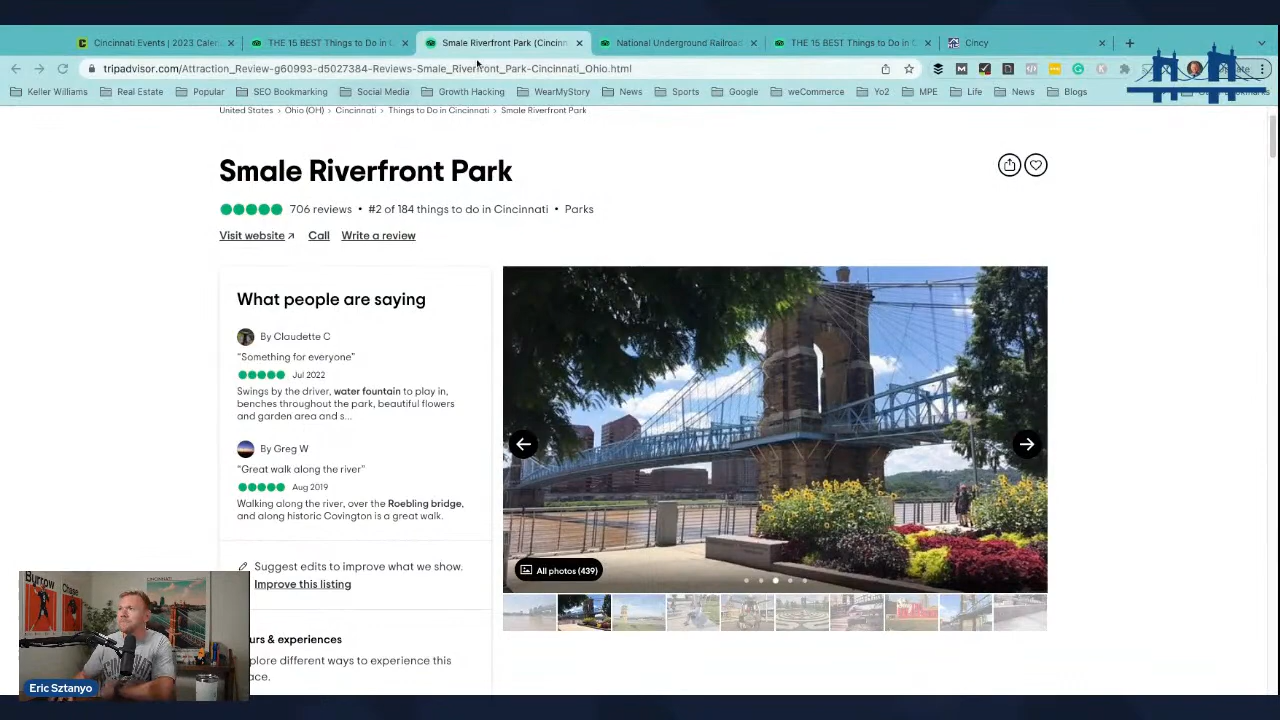 Cincinnati Events | 2023 Caler
THE 15 BEST Things to Do in C
Smale Riverfront Park (Cincinn
National Underground Railroad
THE 15 BEST Things to Do in C
Cincy
tripadvisor.com/Attraction_Review-g60993-d5027384-Reviews-Smale_Riverfront_Park-Cincinnati_Ohio.html
Keller Williams
Real Estate
Popular
SEO Bookmarking
Social Media
Growth Hacking
WearMyStory
News
Sports
Google
weCommerce
Yo2
MPE
Life
News
Blogs
United States > Ohio (OH) > Cincinnati > Things to Do in Cincinnati > Smale Riverfront Park
Smale Riverfront Park
706 reviews • #2 of 184 things to do in Cincinnati • Parks
Visit website Call Write a review
What people are saying
By Claudette C
"Something for everyone"
Jul 2022
Swings by the driver, water fountain to play in,
benches throughout the park, beautiful flowers
and garden area and s...
By Greg W
"Great walk along the river"
Aug 2019
Walking along the river, over the Roebling bridge,
and along historic Covington is a great walk.
Suggest edits to improve what we show.
Improve this listing
urs & experiences
plore different ways to experience this
ace.
All photos (439)
Burrow
Chase
CINCINNATI
Eric Sztanyo